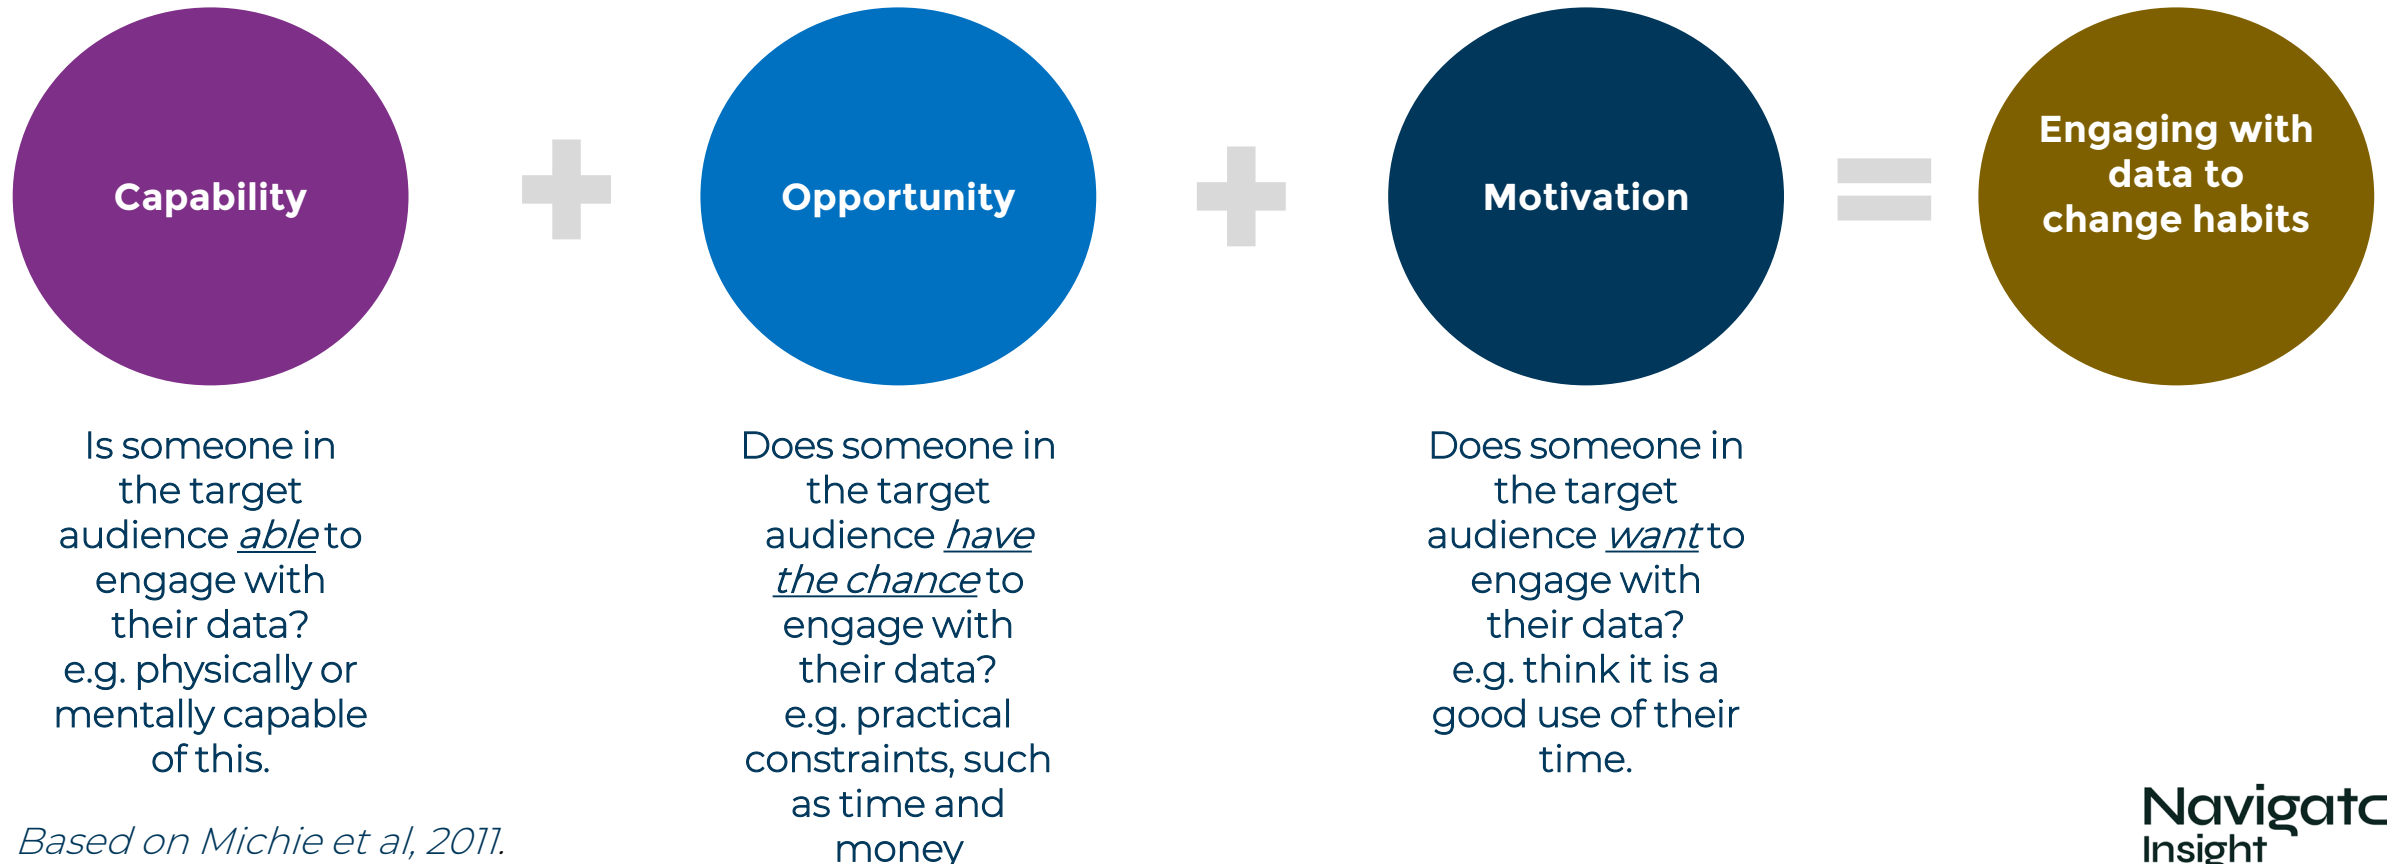 Capability
Opportunity
Motivation
Engaging with
data to
change habits
Is someone in
the target
audience able to
engage with
their data?
e.g. physically or
mentally capable
of this.
Does someone in
the target
audience have
the chance to
engage with
their data?
e.g. practical
constraints, such
as time and
money
Does someone in
the target
audience want to
engage with
their data?
e.g. think it is a
good use of their
time.
Based on Michie et al, 2011.
Navigato
Insight